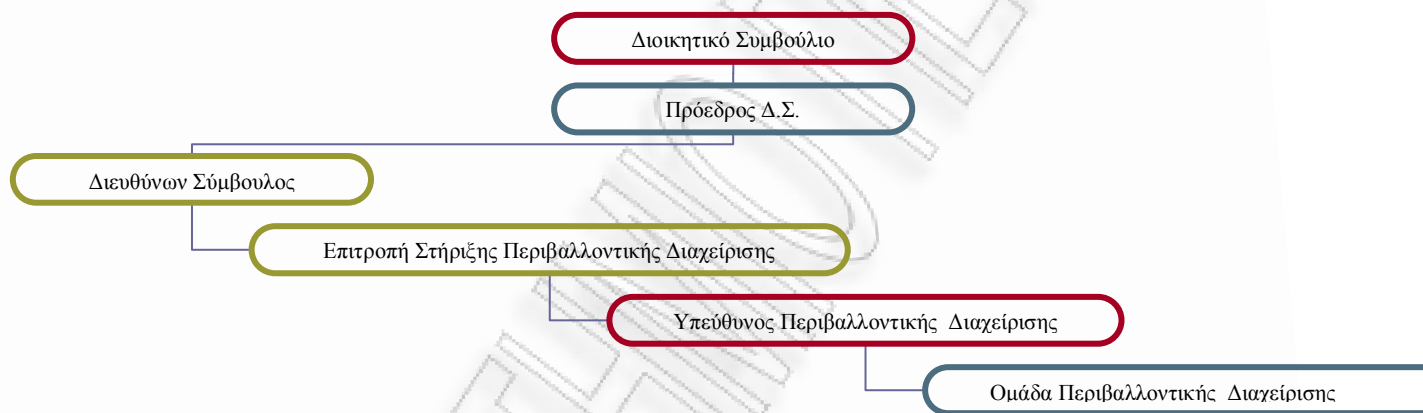 Διοικητικό Συμβούλιο
Πρόεδρος Δ.Σ.
Διευθύνων Σύμβουλος
Επιτροπή Στήριξης Περιβαλλοντικής Διαχείρισης
Υπεύθυνος Περιβαλλοντικής Διαχείρισης
Ομάδα Περιβαλλοντικής Διαχείρισης